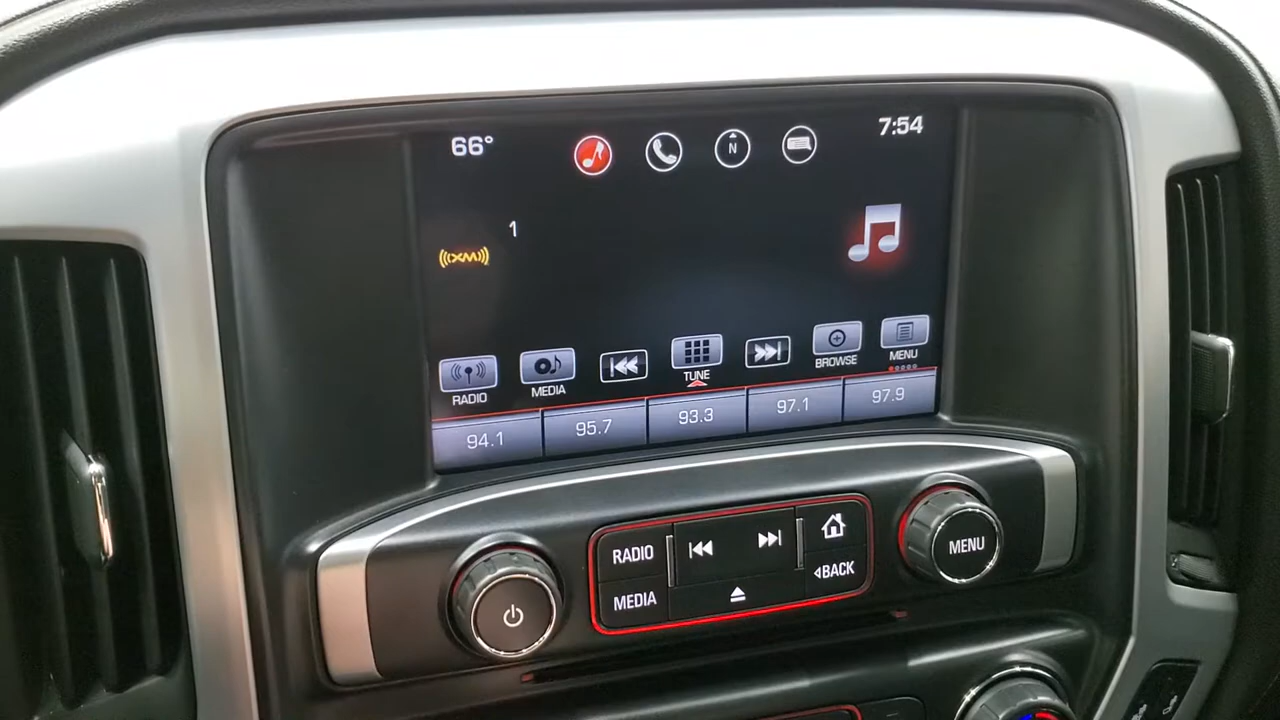 66°
N
7:54
1
((XM))
RADIO
MEDIA
TUNE
BROWSE
MENU
94.1
95.7
93.3
97.1
97.9
RADIO
MEDIA
BACK
MENU